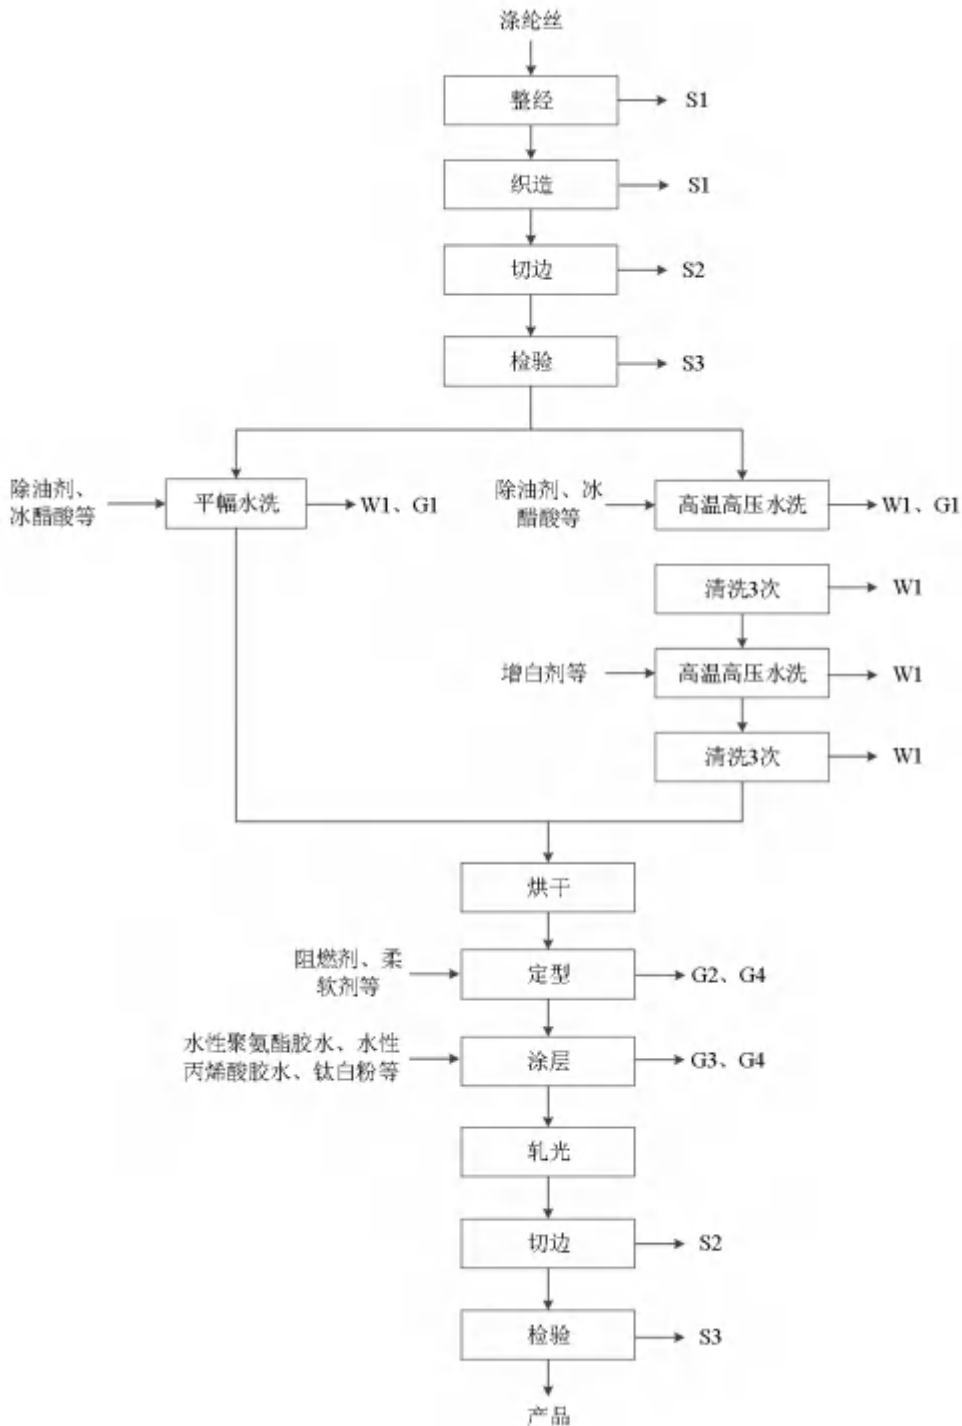 涤纶丝
整经
S1
织造
S1
切边
S2
检验
S3
除油剂、
冰醋酸等
平幅水洗
W1、G1
除油剂、冰
醋酸等
高温高压水洗
W1、G1
清洗3次
W1
增白剂等
高温高压水洗
W1
清洗3次
W1
烘干
阻燃剂、柔
软剂等
定型
G2、G4
水性聚氨酯胶水、水性
丙烯酸胶水、钛白粉等
涂层
G3、G4
轧光
切边
S2
检验
S3
产品